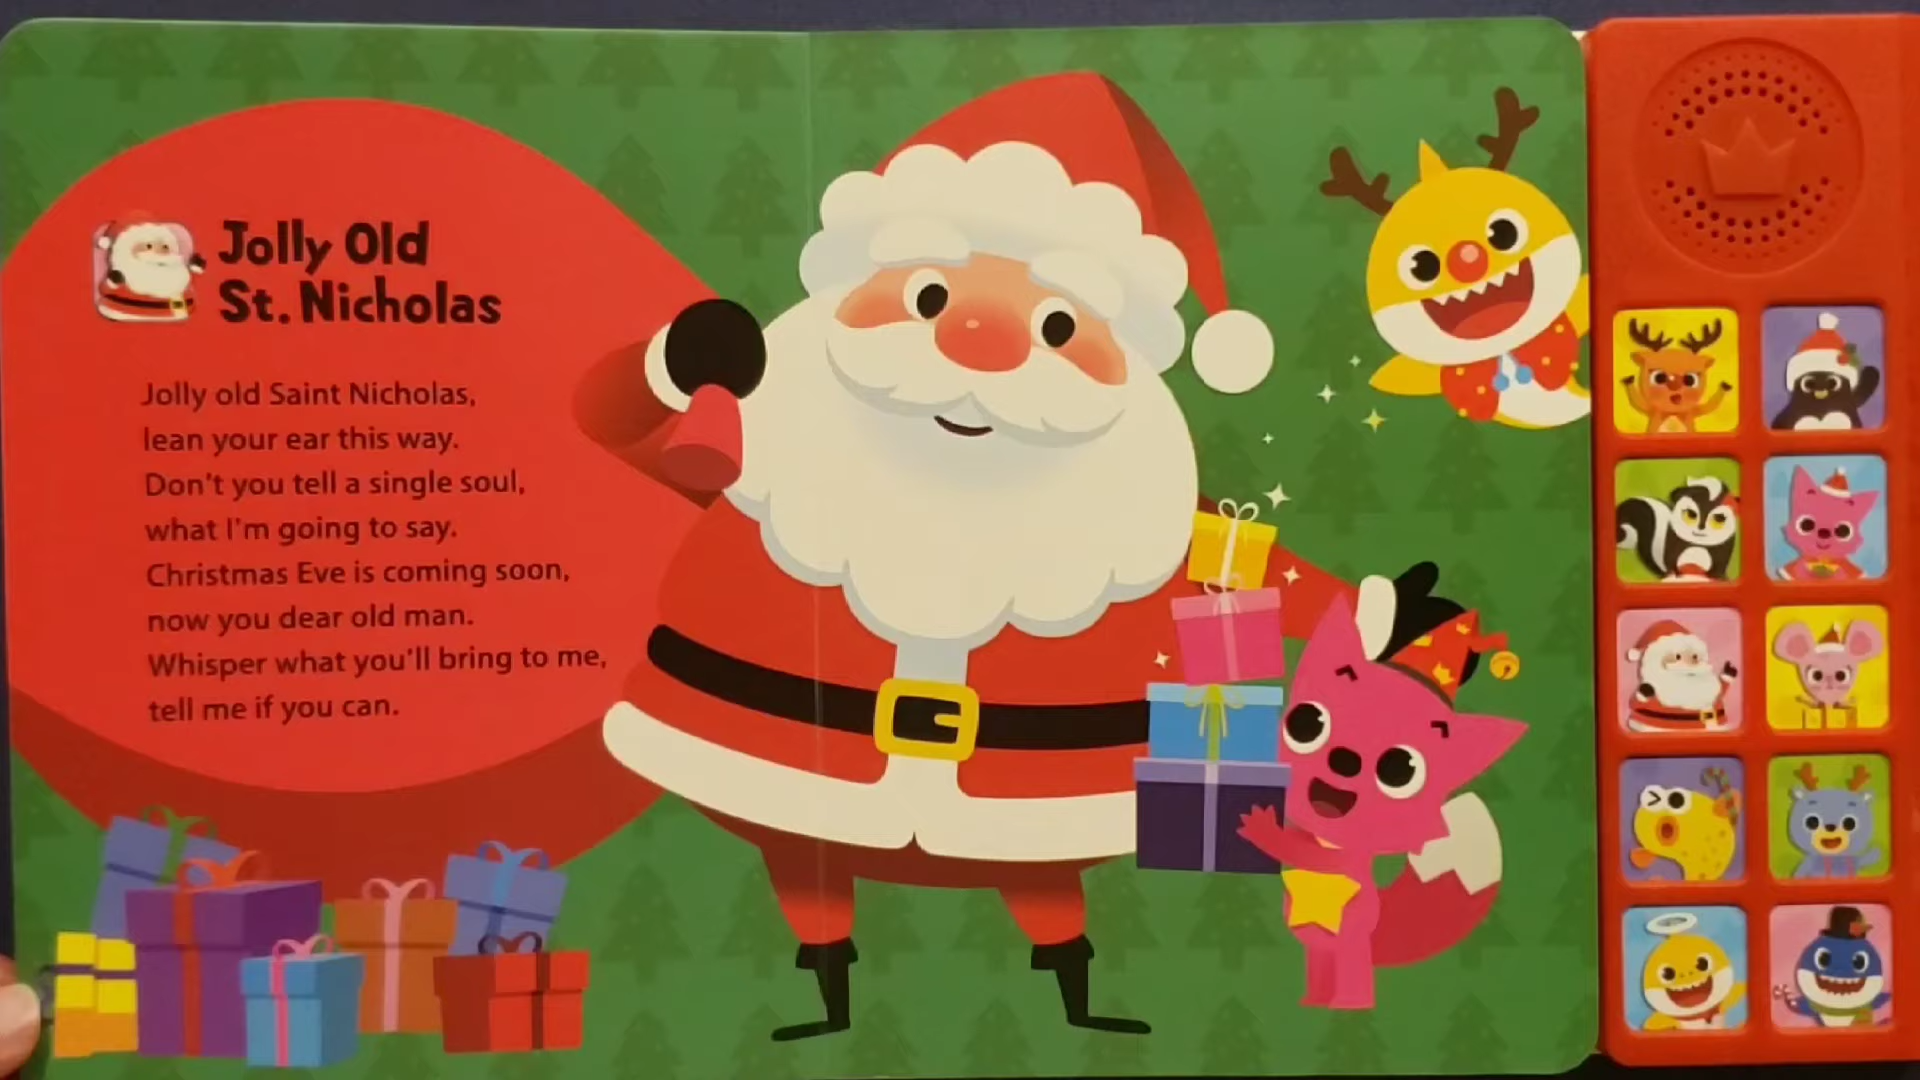 Jolly Old
St. Nicholas
Jolly old Saint Nicholas,
lean your ear this way.
Don't you tell a single soul,
what I'm going to say.
Christmas Eve is coming soon,
now you dear old man.
Whisper what you'll bring to me,
tell me if you can.